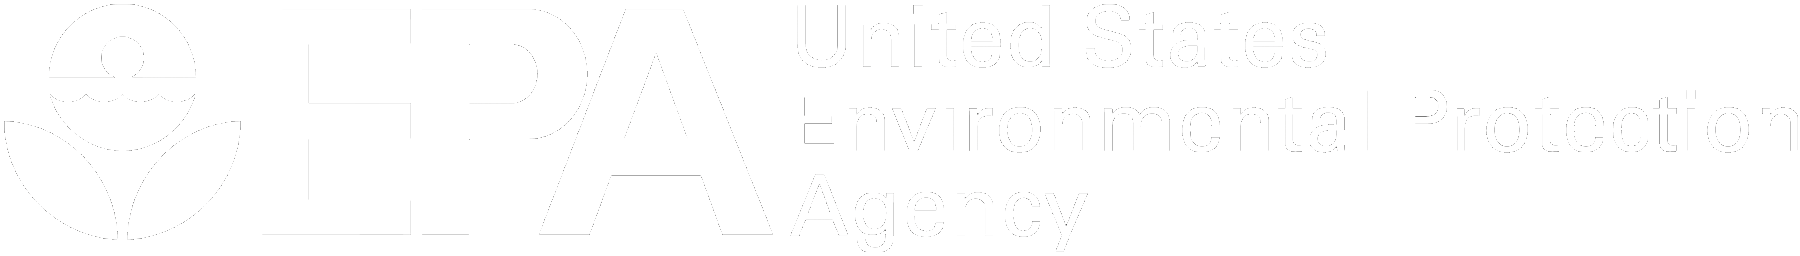 EPA
United States
Environmental Protection
Agency